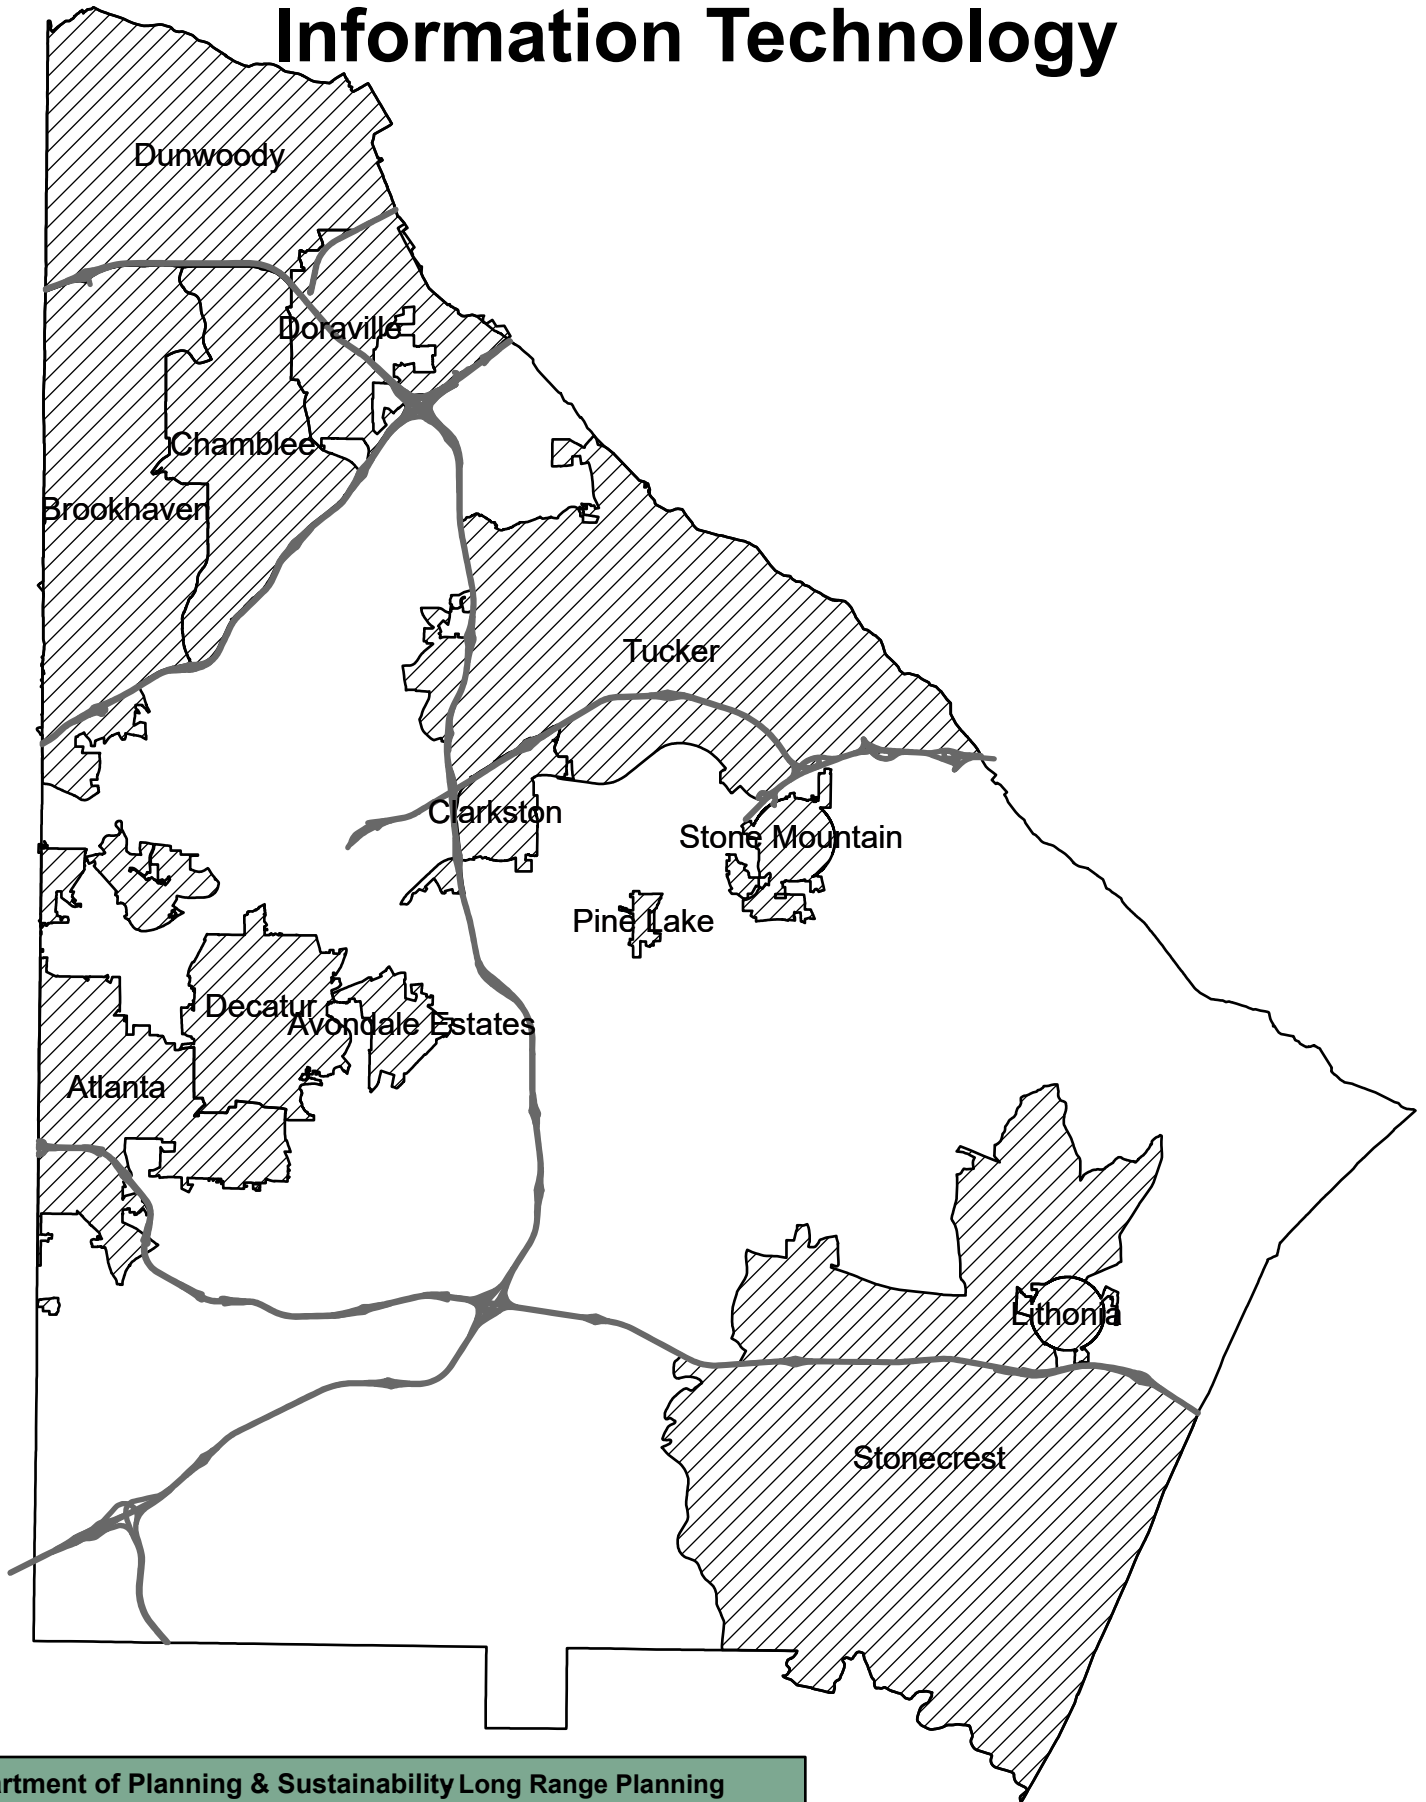 Information Technology
Dunwoody
Doraville
Chamblee
Brookhaven
Tucker
Clarkston
Stone Mountain
Pine Lake
Decatur
Avondale Estates
Atlanta
Lithonia
Stonecrest
artment of Planning & Sustainability Long Range Planning